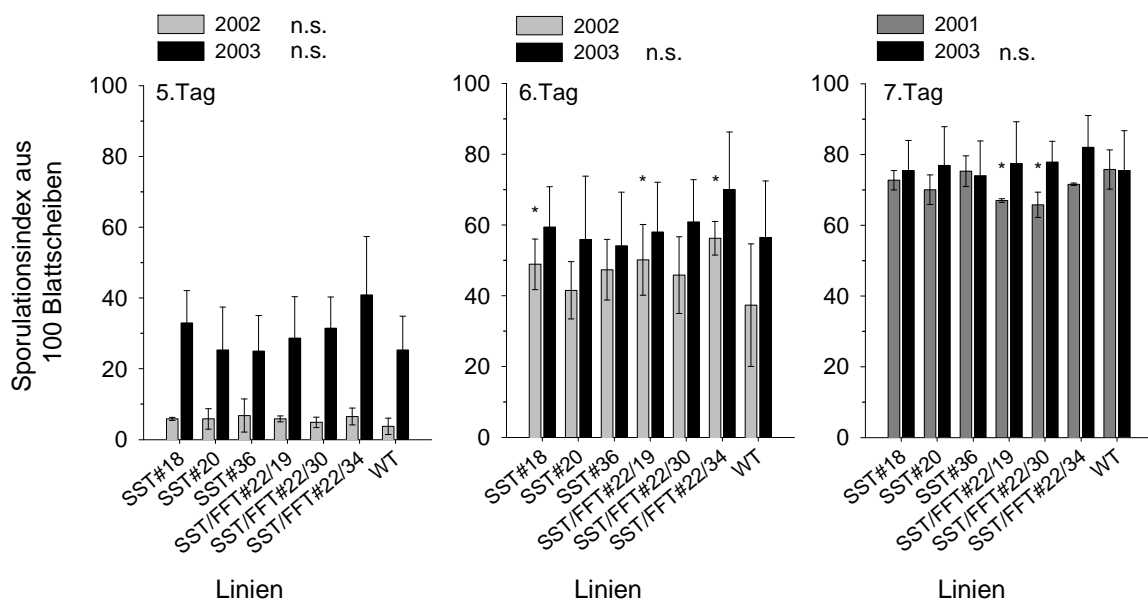 2002 n.s.
2003 n.s.
2002
2003 n.s.
2001
2003 n.s.
Sporulationsindex aus
100 Blattscheiben
5.Tag
100
80
60
40
20
0
SST#18
SST#20
SST#36
SST/FFT#22/19
SST/FFT#22/30
SST/FFT#22/34
WT
Linien
6.Tag
100
80
60
40
20
0
*
*
*
SST#18
SST#20
SST#36
SST/FFT#22/19
SST/FFT#22/30
SST/FFT#22/34
WT
Linien
7.Tag
100
80
60
40
20
0
*
*
SST#18
SST#20
SST#36
SST/FFT#22/19
SST/FFT#22/30
SST/FFT#22/34
WT
Linien